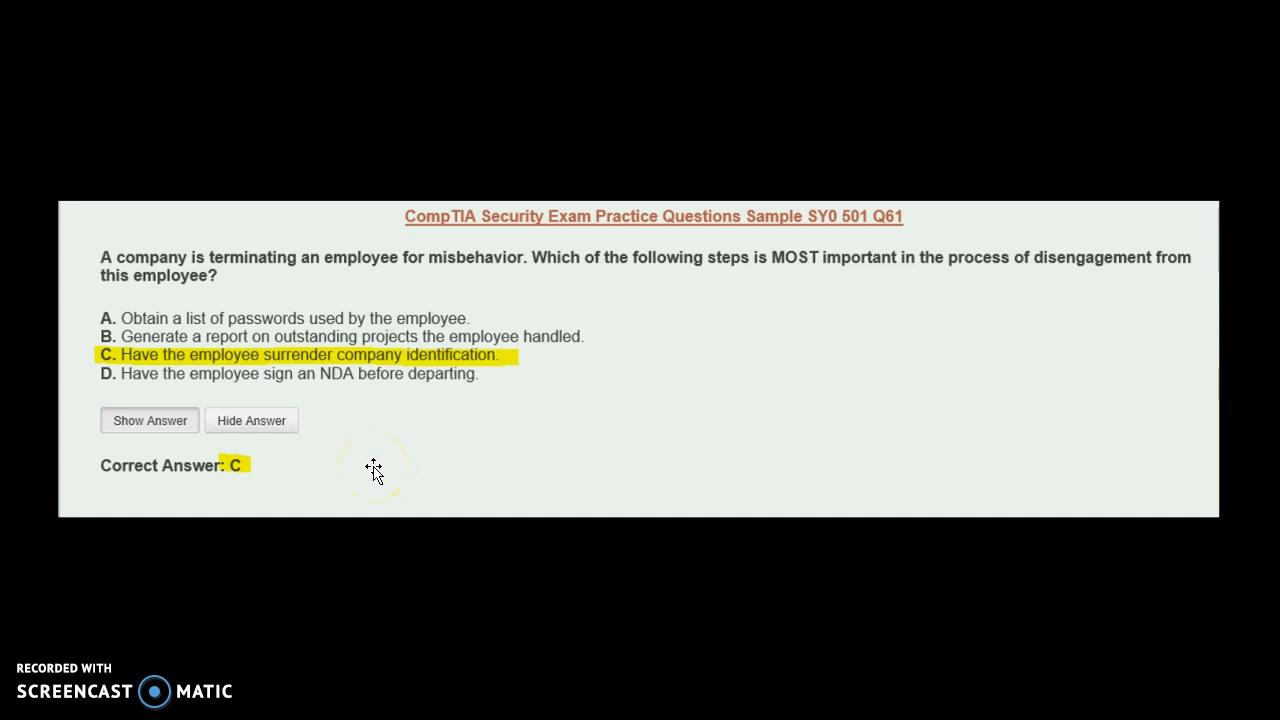 CompTIA Security Exam Practice Questions Sample SY0 501 Q61
A company is terminating an employee for misbehavior. Which of the following steps is MOST important in the process of disengagement from
this employee?
A. Obtain a list of passwords used by the employee.
B. Generate a report on outstanding projects the employee handled.
C. Have the employee surrender company identification.
D. Have the employee sign an NDA before departing.
Show Answer Hide Answer
Correct Answer: C
RECORDED WITH
SCREENCAST MATIC